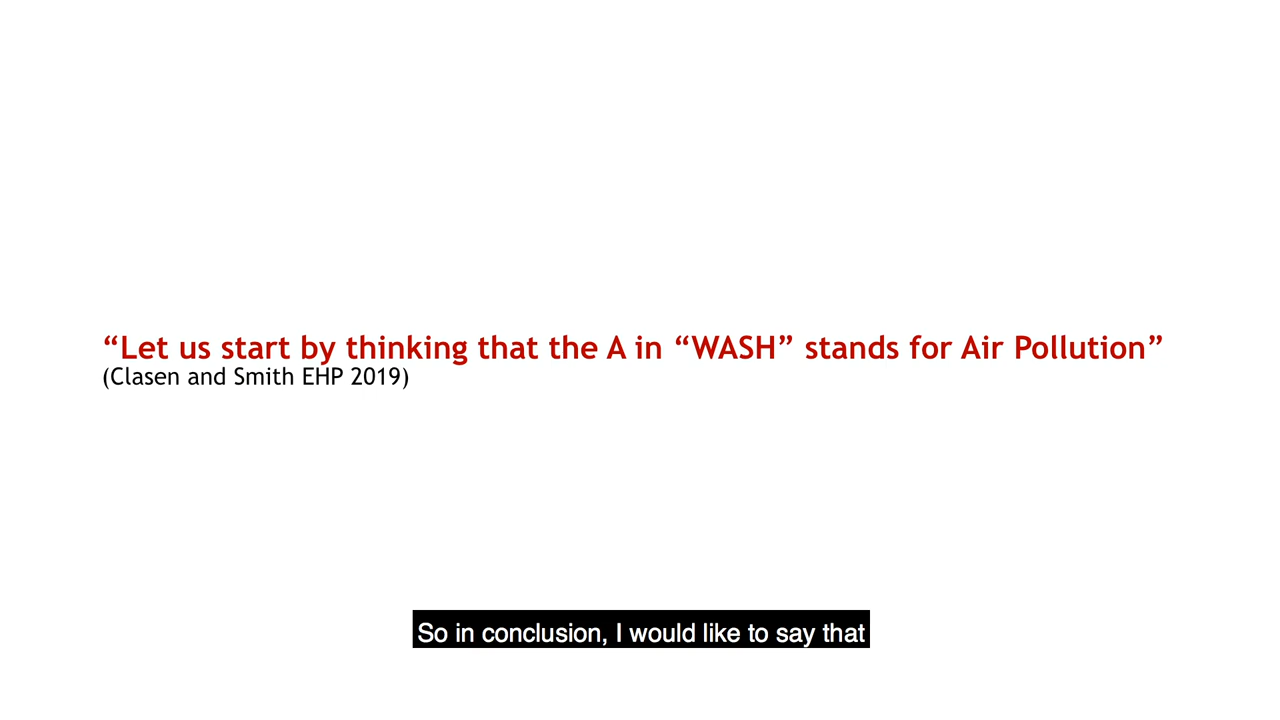 “Let us start by thinking that the A in “WASH” stands for Air Pollution”
(Clasen and Smith EHP 2019)
So in conclusion, I would like to say that